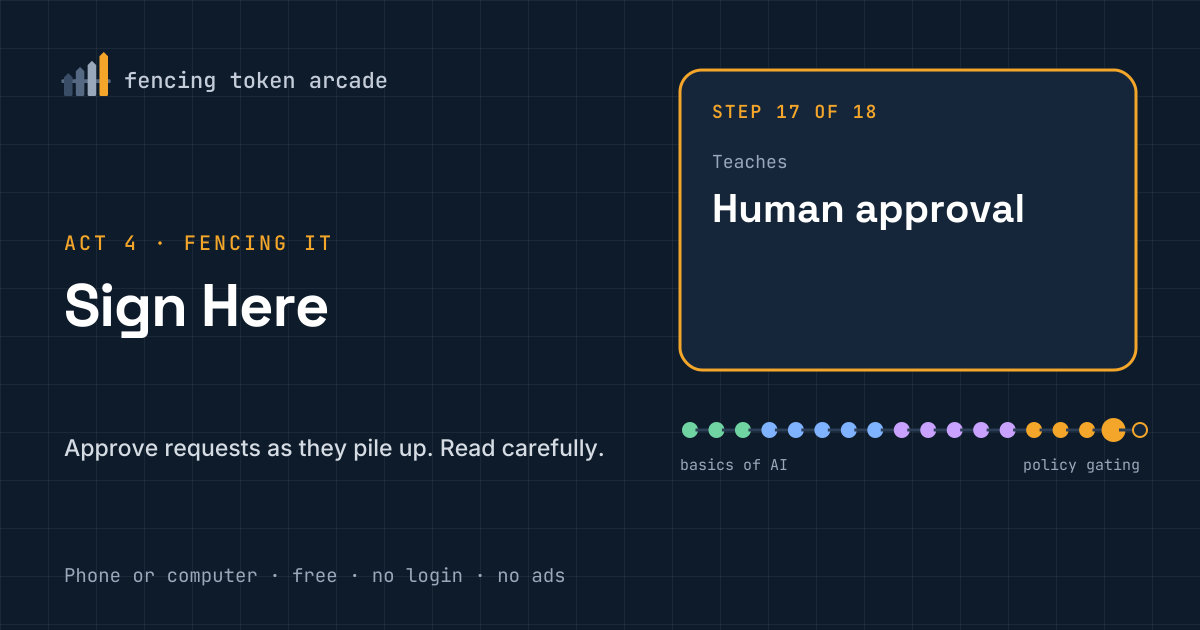 fencing token arcade
ACT 4 · FENCING IT
Sign Here
Approve requests as they pile up. Read carefully.
Phone or computer · free · no login · no ads
STEP 17 OF 18
Teaches
Human approval
basics of AI
policy gating